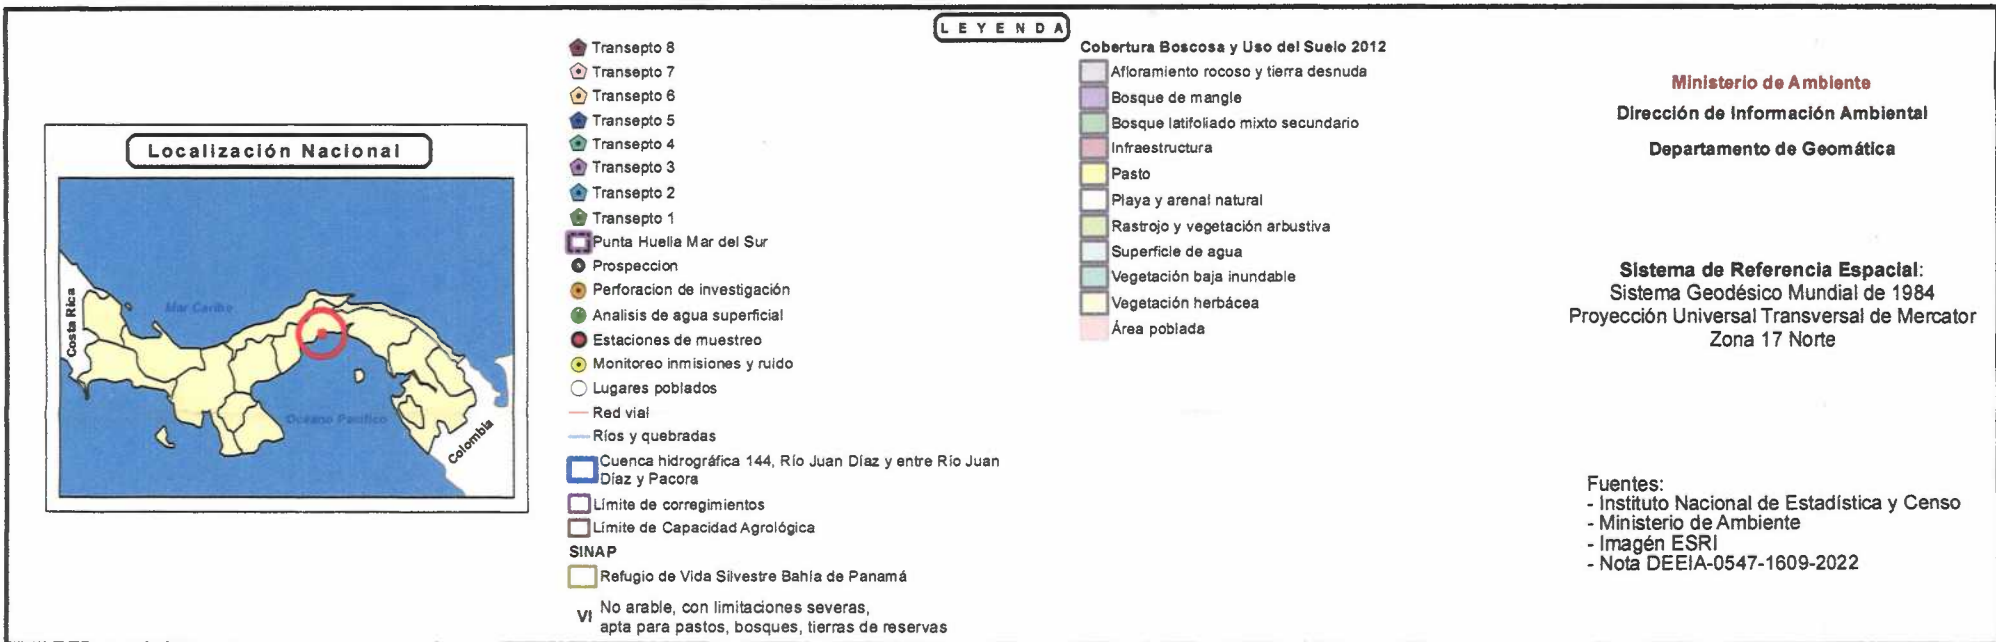 LEYENDA
Localización Nacional
Costa Rica
Mar Caribe
Océano Pacífico
Colombia
Transepto 8
Transepto 7
Transepto 6
Transepto 5
Transepto 4
Transepto 3
Transepto 2
Transepto 1
Punta Huella Mar del Sur
Prospeccion
Perforacion de investigación
Analisis de agua superficial
Estaciones de muestreo
Monitoreo inmisiones y ruido
Lugares poblados
Red vial
Ríos y quebradas
Cuenca hidrográfica 144, Río Juan Díaz y entre Río Juan
Díaz y Pacora
Límite de corregimientos
Límite de Capacidad Agrológica
SINAP
Refugio de Vida Silvestre Bahía de Panamá
VI No arable, con limitaciones severas,
apta para pastos, bosques, tierras de reservas
Cobertura Boscosa y Uso del Suelo 2012
Afloramiento rocoso y tierra desnuda
Bosque de mangle
Bosque latifoliado mixto secundario
Infraestructura
Pasto
Playa y arenal natural
Rastrojo y vegetación arbustiva
Superficie de agua
Vegetación baja inundable
Vegetación herbácea
Área poblada
Ministerio de Ambiente
Dirección de Información Ambiental
Departamento de Geomática
Sistema de Referencia Espacial:
Sistema Geodésico Mundial de 1984
Proyección Universal Transversal de Mercator
Zona 17 Norte
Fuentes:
- Instituto Nacional de Estadística y Censo
- Ministerio de Ambiente
- Imagén ESRI
- Nota DEEIA-0547-1609-2022